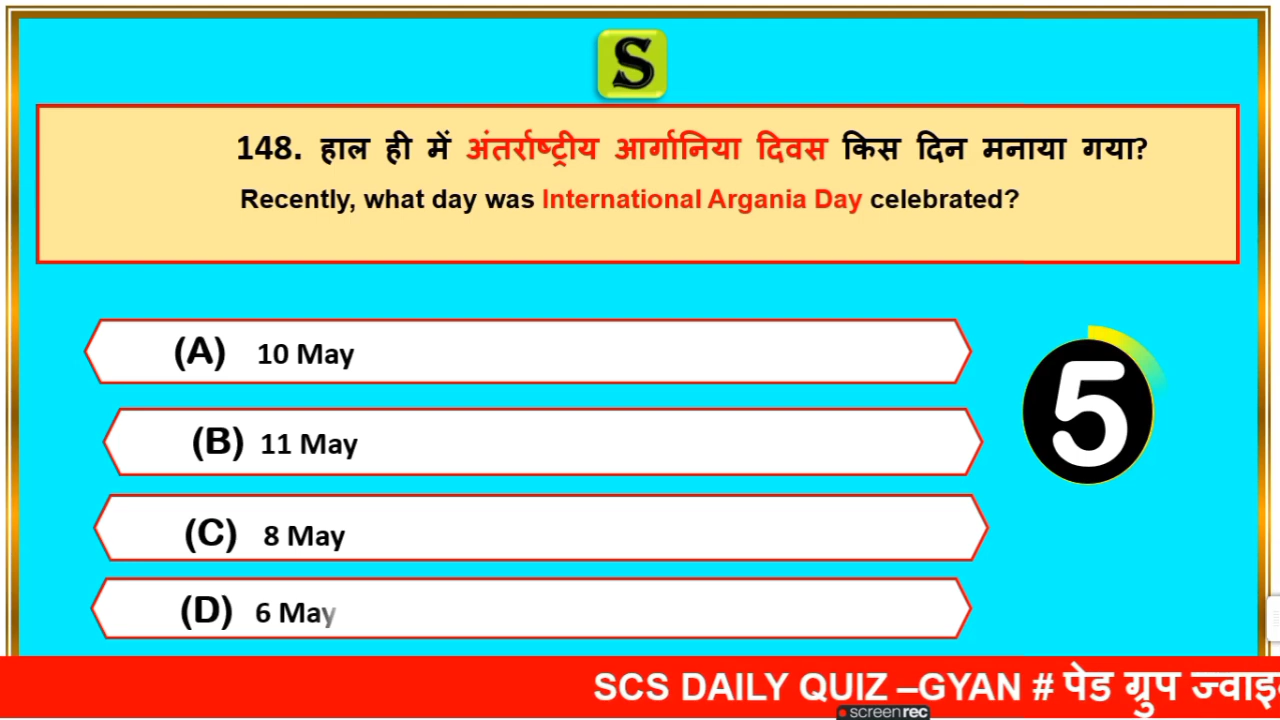 S
148. हाल ही में अंतर्राष्ट्रीय आर्गानिया दिवस किस दिन मनाया गया?
Recently, what day was International Argania Day celebrated?
(A) 10 May
5
(B) 11 May
(C) 8 May
(D) 6 May
SCS DAILY QUIZ –GYAN # पेड ग्रुप
screenrec